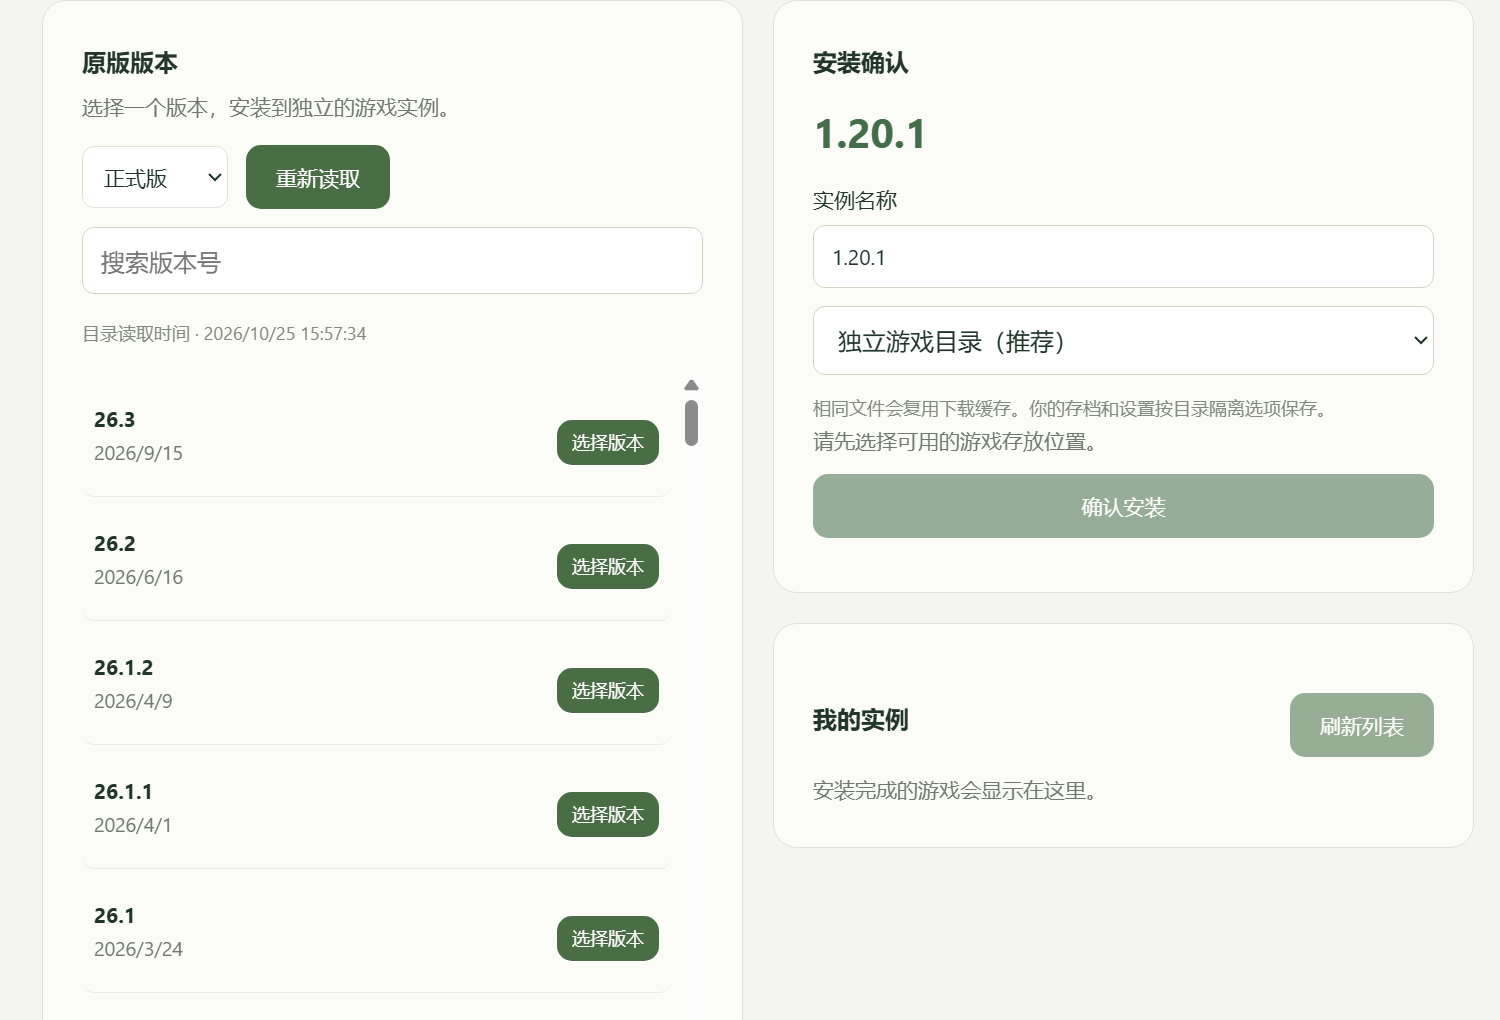 原版版本
选择一个版本，安装到独立的游戏实例。
正式版
重新读取
搜索版本号
目录读取时间 · 2026/10/25 15:57:34
26.3
2026/9/15
选择版本
26.2
2026/6/16
选择版本
26.1.2
2026/4/9
选择版本
26.1.1
2026/4/1
选择版本
26.1
2026/3/24
选择版本
安装确认
1.20.1
实例名称
1.20.1
独立游戏目录（推荐）
相同文件会复用下载缓存。你的存档和设置按目录隔离选项保存。
请先选择可用的游戏存放位置。
确认安装
我的实例
刷新列表
安装完成的游戏会显示在这里。